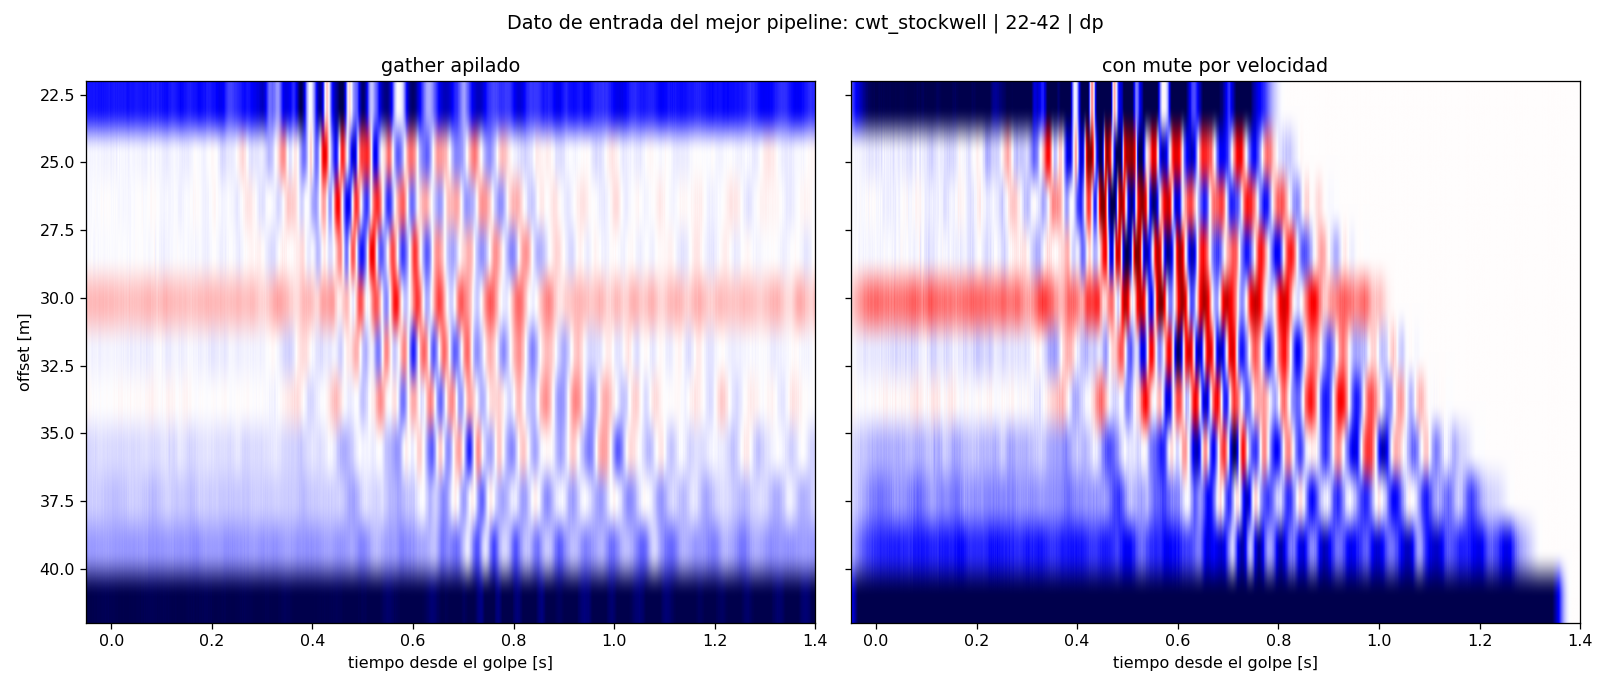 Dato de entrada del mejor pipeline: cwt_stockwell | 22-42 | dp
gather apilado
con mute por velocidad
offset [m]
22.5
25.0
27.5
30.0
32.5
35.0
37.5
40.0
0.0 0.2 0.4 0.6 0.8 1.0 1.2 1.4
0.0 0.2 0.4 0.6 0.8 1.0 1.2 1.4
tiempo desde el golpe [s]
tiempo desde el golpe [s]